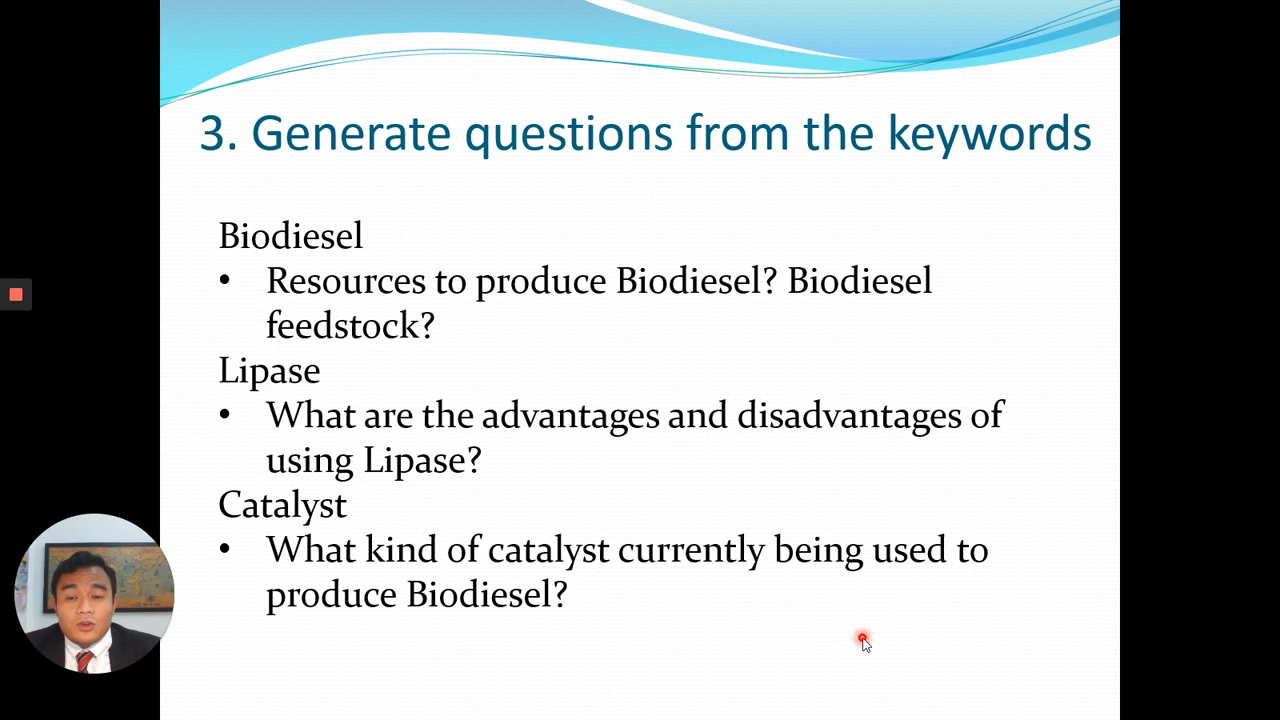 3. Generate questions from the keywords
Biodiesel
• Resources to produce Biodiesel? Biodiesel
feedstock?
Lipase
• What are the advantages and disadvantages of
using Lipase?
Catalyst
• What kind of catalyst currently being used to
produce Biodiesel?